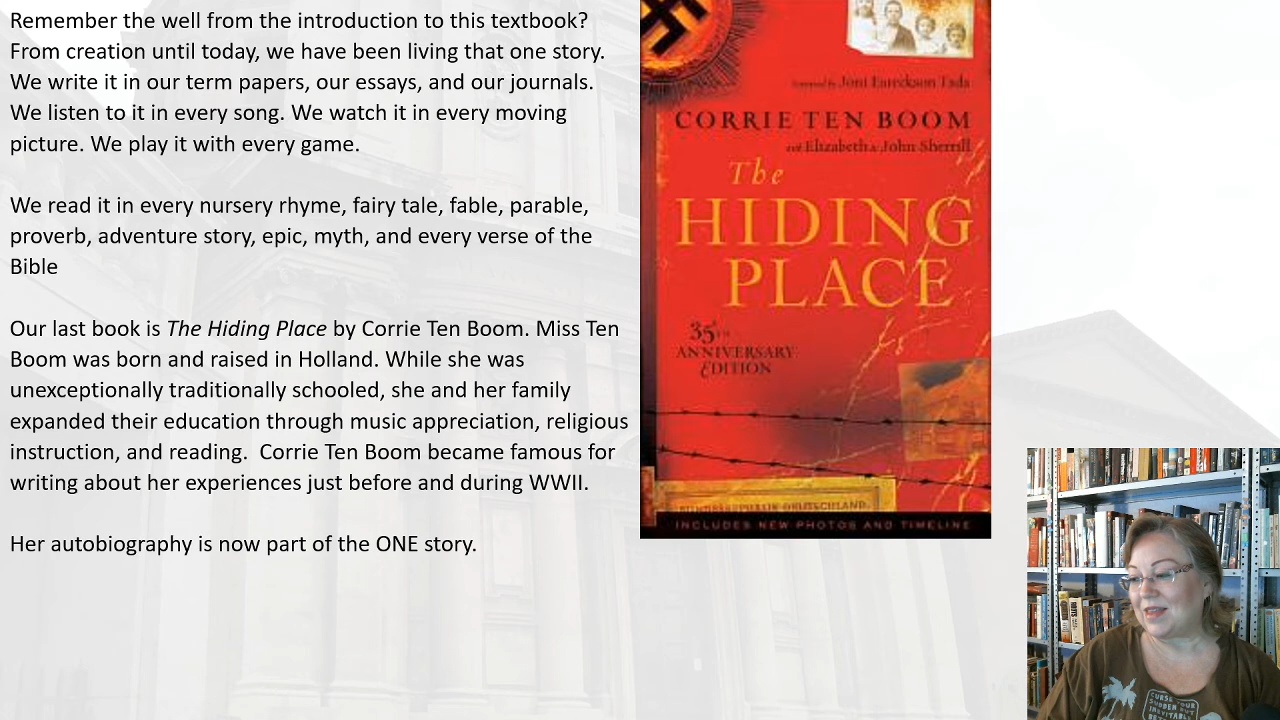 Remember the well from the introduction to this textbook?
From creation until today, we have been living that one story.
We write it in our term papers, our essays, and our journals.
We listen to it in every song. We watch it in every moving
picture. We play it with every game.
We read it in every nursery rhyme, fairy tale, fable, parable,
proverb, adventure story, epic, myth, and every verse of the
Bible
Our last book is The Hiding Place by Corrie Ten Boom. Miss Ten
Boom was born and raised in Holland. While she was
unexceptionally traditionally schooled, she and her family
expanded their education through music appreciation, religious
instruction, and reading.  Corrie Ten Boom became famous for
writing about her experiences just before and during WWII.
Her autobiography is now part of the ONE story.
Foreword by Joni Eareckson Tada
CORRIE TEN BOOM
with Elizabeth & John Sherrill
The
HIDING
PLACE
35TH
ANNIVERSARY
EDITION
INCLUDES NEW PHOTOS AND TIMELINE
CURSE YOUR
SUDDEN BUT
INEVITABLE